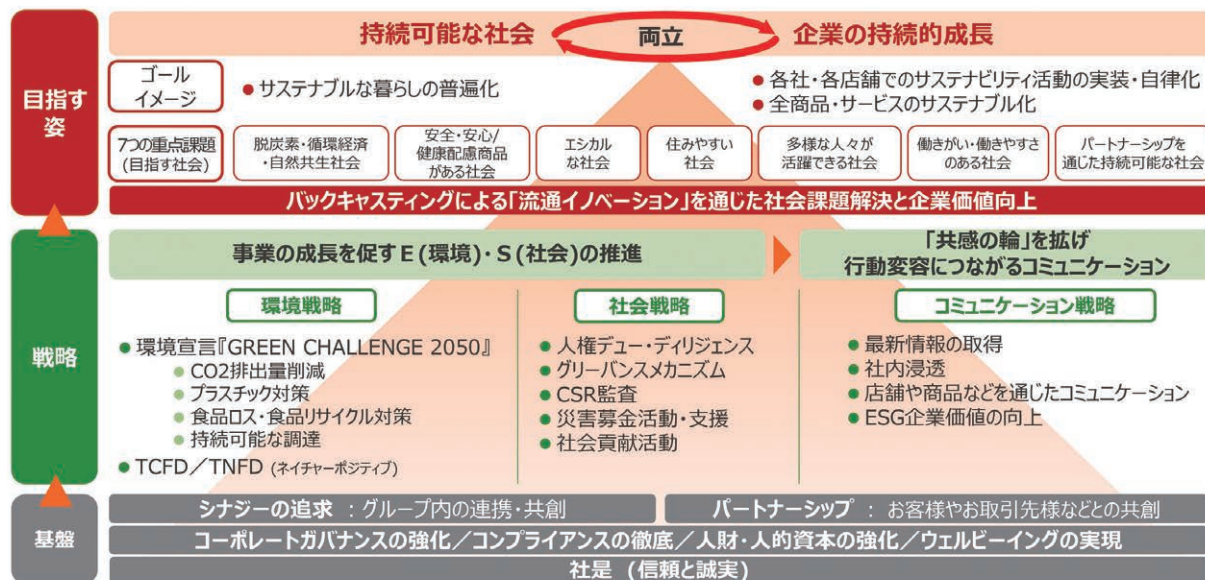 持続可能な社会 両立 企業の持続的成長
目指す
姿
ゴール
イメージ
● サステナブルな暮らしの普遍化
● 各社・各店舗でのサステナビリティ活動の実装・自律化
● 全商品・サービスのサステナブル化
7つの重点課題
(目指す社会)
脱炭素・循環経済
・自然共生社会
安全・安心/
健康配慮商品
がある社会
エシカル
な社会
住みやすい
社会
多様な人々が
活躍できる社会
働きがい・働きやすさ
のある社会
パートナーシップを
通じた持続可能な社会
バックキャスティングによる「流通イノベーション」を通じた社会課題解決と企業価値向上
戦略
事業の成長を促すE(環境)・S(社会)の推進
「共感の輪」を拡げ
行動変容につながるコミュニケーション
環境戦略
● 環境宣言『GREEN CHALLENGE 2050』
● CO2排出量削減
● プラスチック対策
● 食品ロス・食品リサイクル対策
● 持続可能な調達
● TCFD/TNFD (ネイチャーポジティブ)
社会戦略
● 人権デュー・ディリジェンス
● グリーバンスメカニズム
● CSR監査
● 災害募金活動・支援
● 社会貢献活動
コミュニケーション戦略
● 最新情報の取得
● 社内浸透
● 店舗や商品などを通じたコミュニケーション
● ESG企業価値の向上
基盤
シナジーの追求 : グループ内の連携・共創
パートナーシップ : お客様やお取引先様などとの共創
コーポレートガバナンスの強化/コンプライアンスの徹底/人財・人的資本の強化/ウェルビーイングの実現
社是 (信頼と誠実)